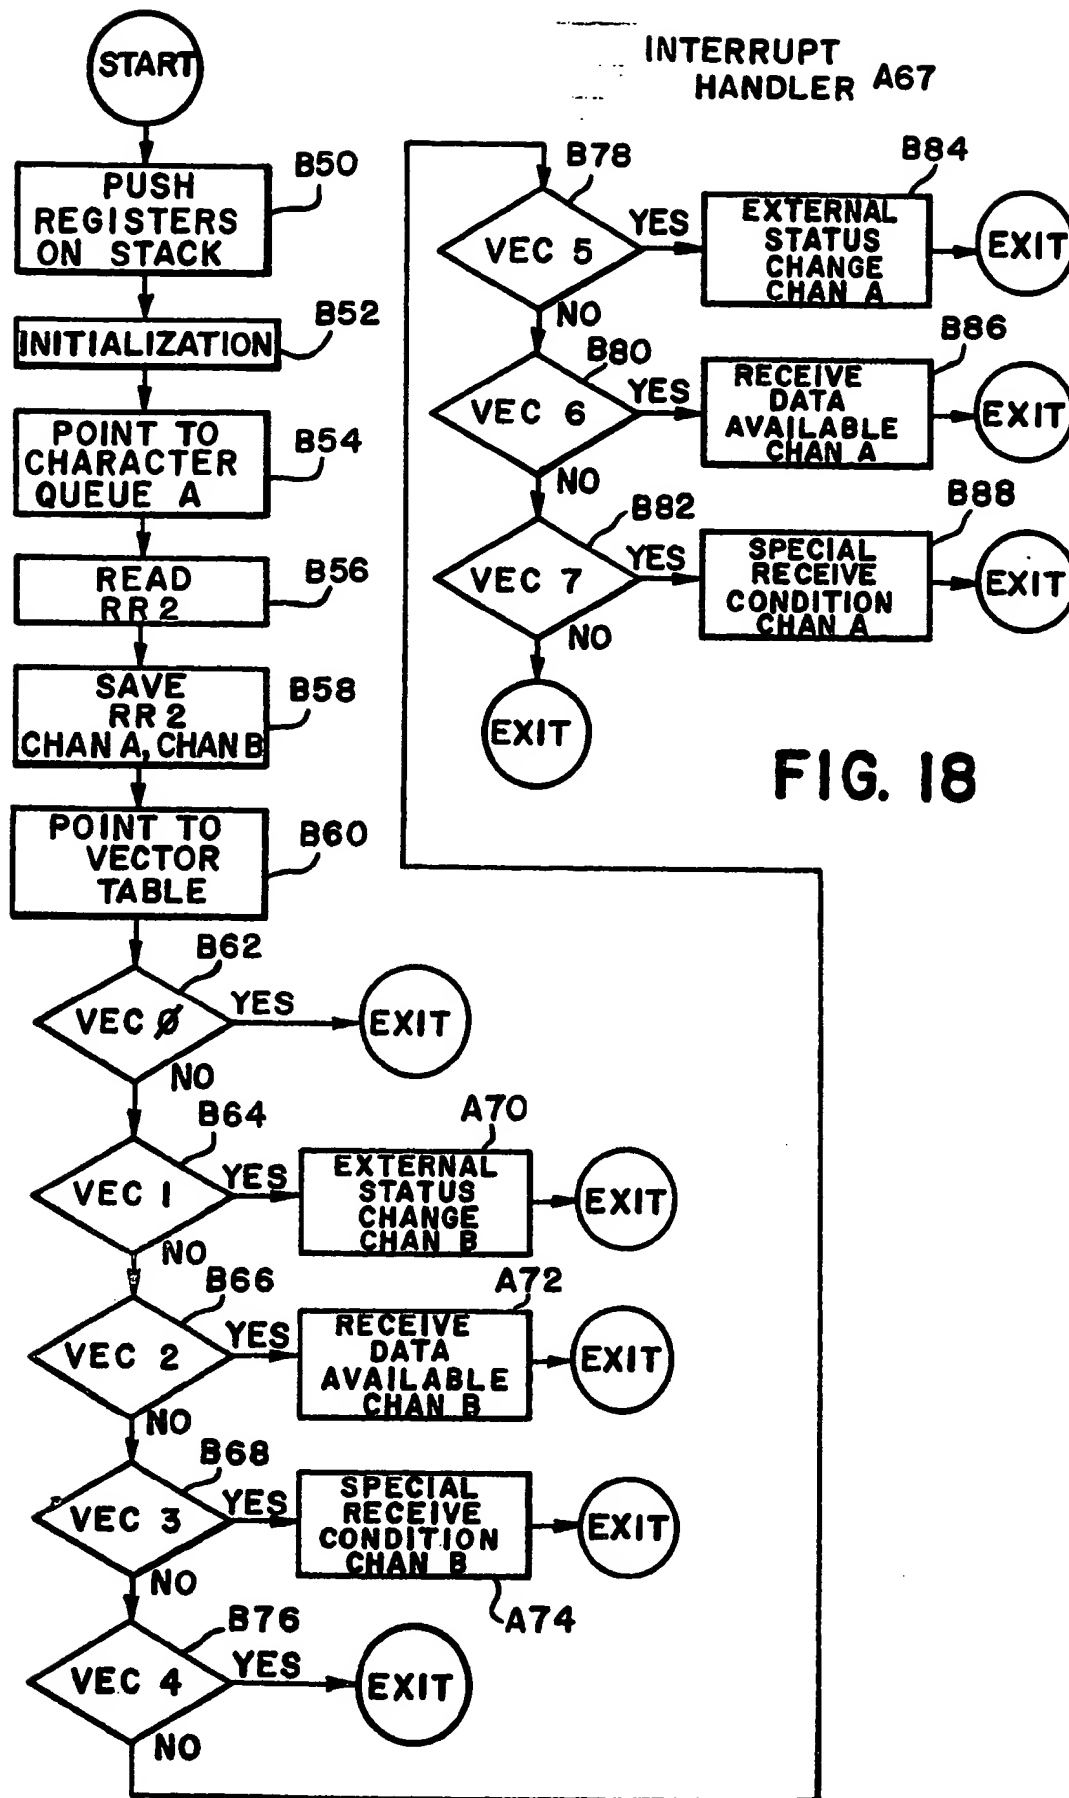 START
INTERRUPT
HANDLER A67
B50
PUSH
REGISTERS
ON STACK
B52
INITIALIZATION
B54
POINT TO
CHARACTER
QUEUE A
B56
READ
RR2
B58
SAVE
RR2
CHAN A, CHAN B
B60
POINT TO
VECTOR
TABLE
B62
VEC Ø
YES
EXIT
NO
B64
VEC 1
YES
A70
EXTERNAL
STATUS
CHANGE
CHAN B
EXIT
NO
B66
VEC 2
YES
A72
RECEIVE
DATA
AVAILABLE
CHAN B
EXIT
NO
B68
VEC 3
YES
SPECIAL
RECEIVE
CONDITION
CHAN B
A74
EXIT
NO
B76
VEC 4
YES
EXIT
NO
B78
VEC 5
YES
B84
EXTERNAL
STATUS
CHANGE
CHAN A
EXIT
NO
B80
VEC 6
YES
B86
RECEIVE
DATA
AVAILABLE
CHAN A
EXIT
NO
B82
VEC 7
YES
B88
SPECIAL
RECEIVE
CONDITION
CHAN A
EXIT
NO
EXIT
FIG. 18